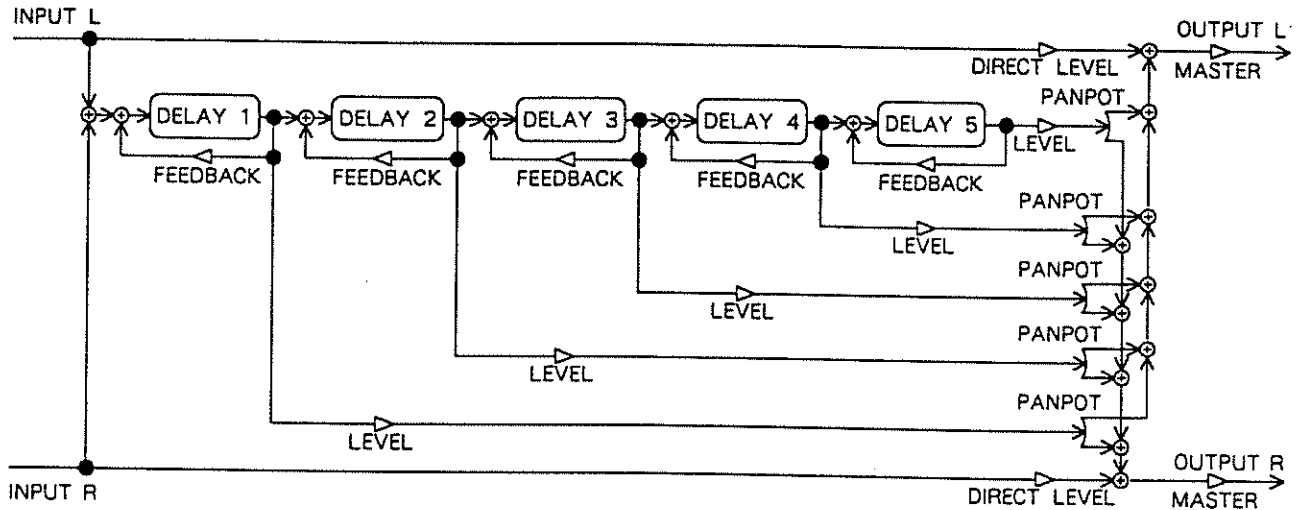 INPUT L
OUTPUT L
DIRECT LEVEL
MASTER
PANPOT
DELAY 1
DELAY 2
DELAY 3
DELAY 4
DELAY 5
LEVEL
FEEDBACK
FEEDBACK
FEEDBACK
FEEDBACK
FEEDBACK
PANPOT
LEVEL
PANPOT
LEVEL
PANPOT
LEVEL
PANPOT
LEVEL
OUTPUT R
INPUT R
DIRECT LEVEL
MASTER